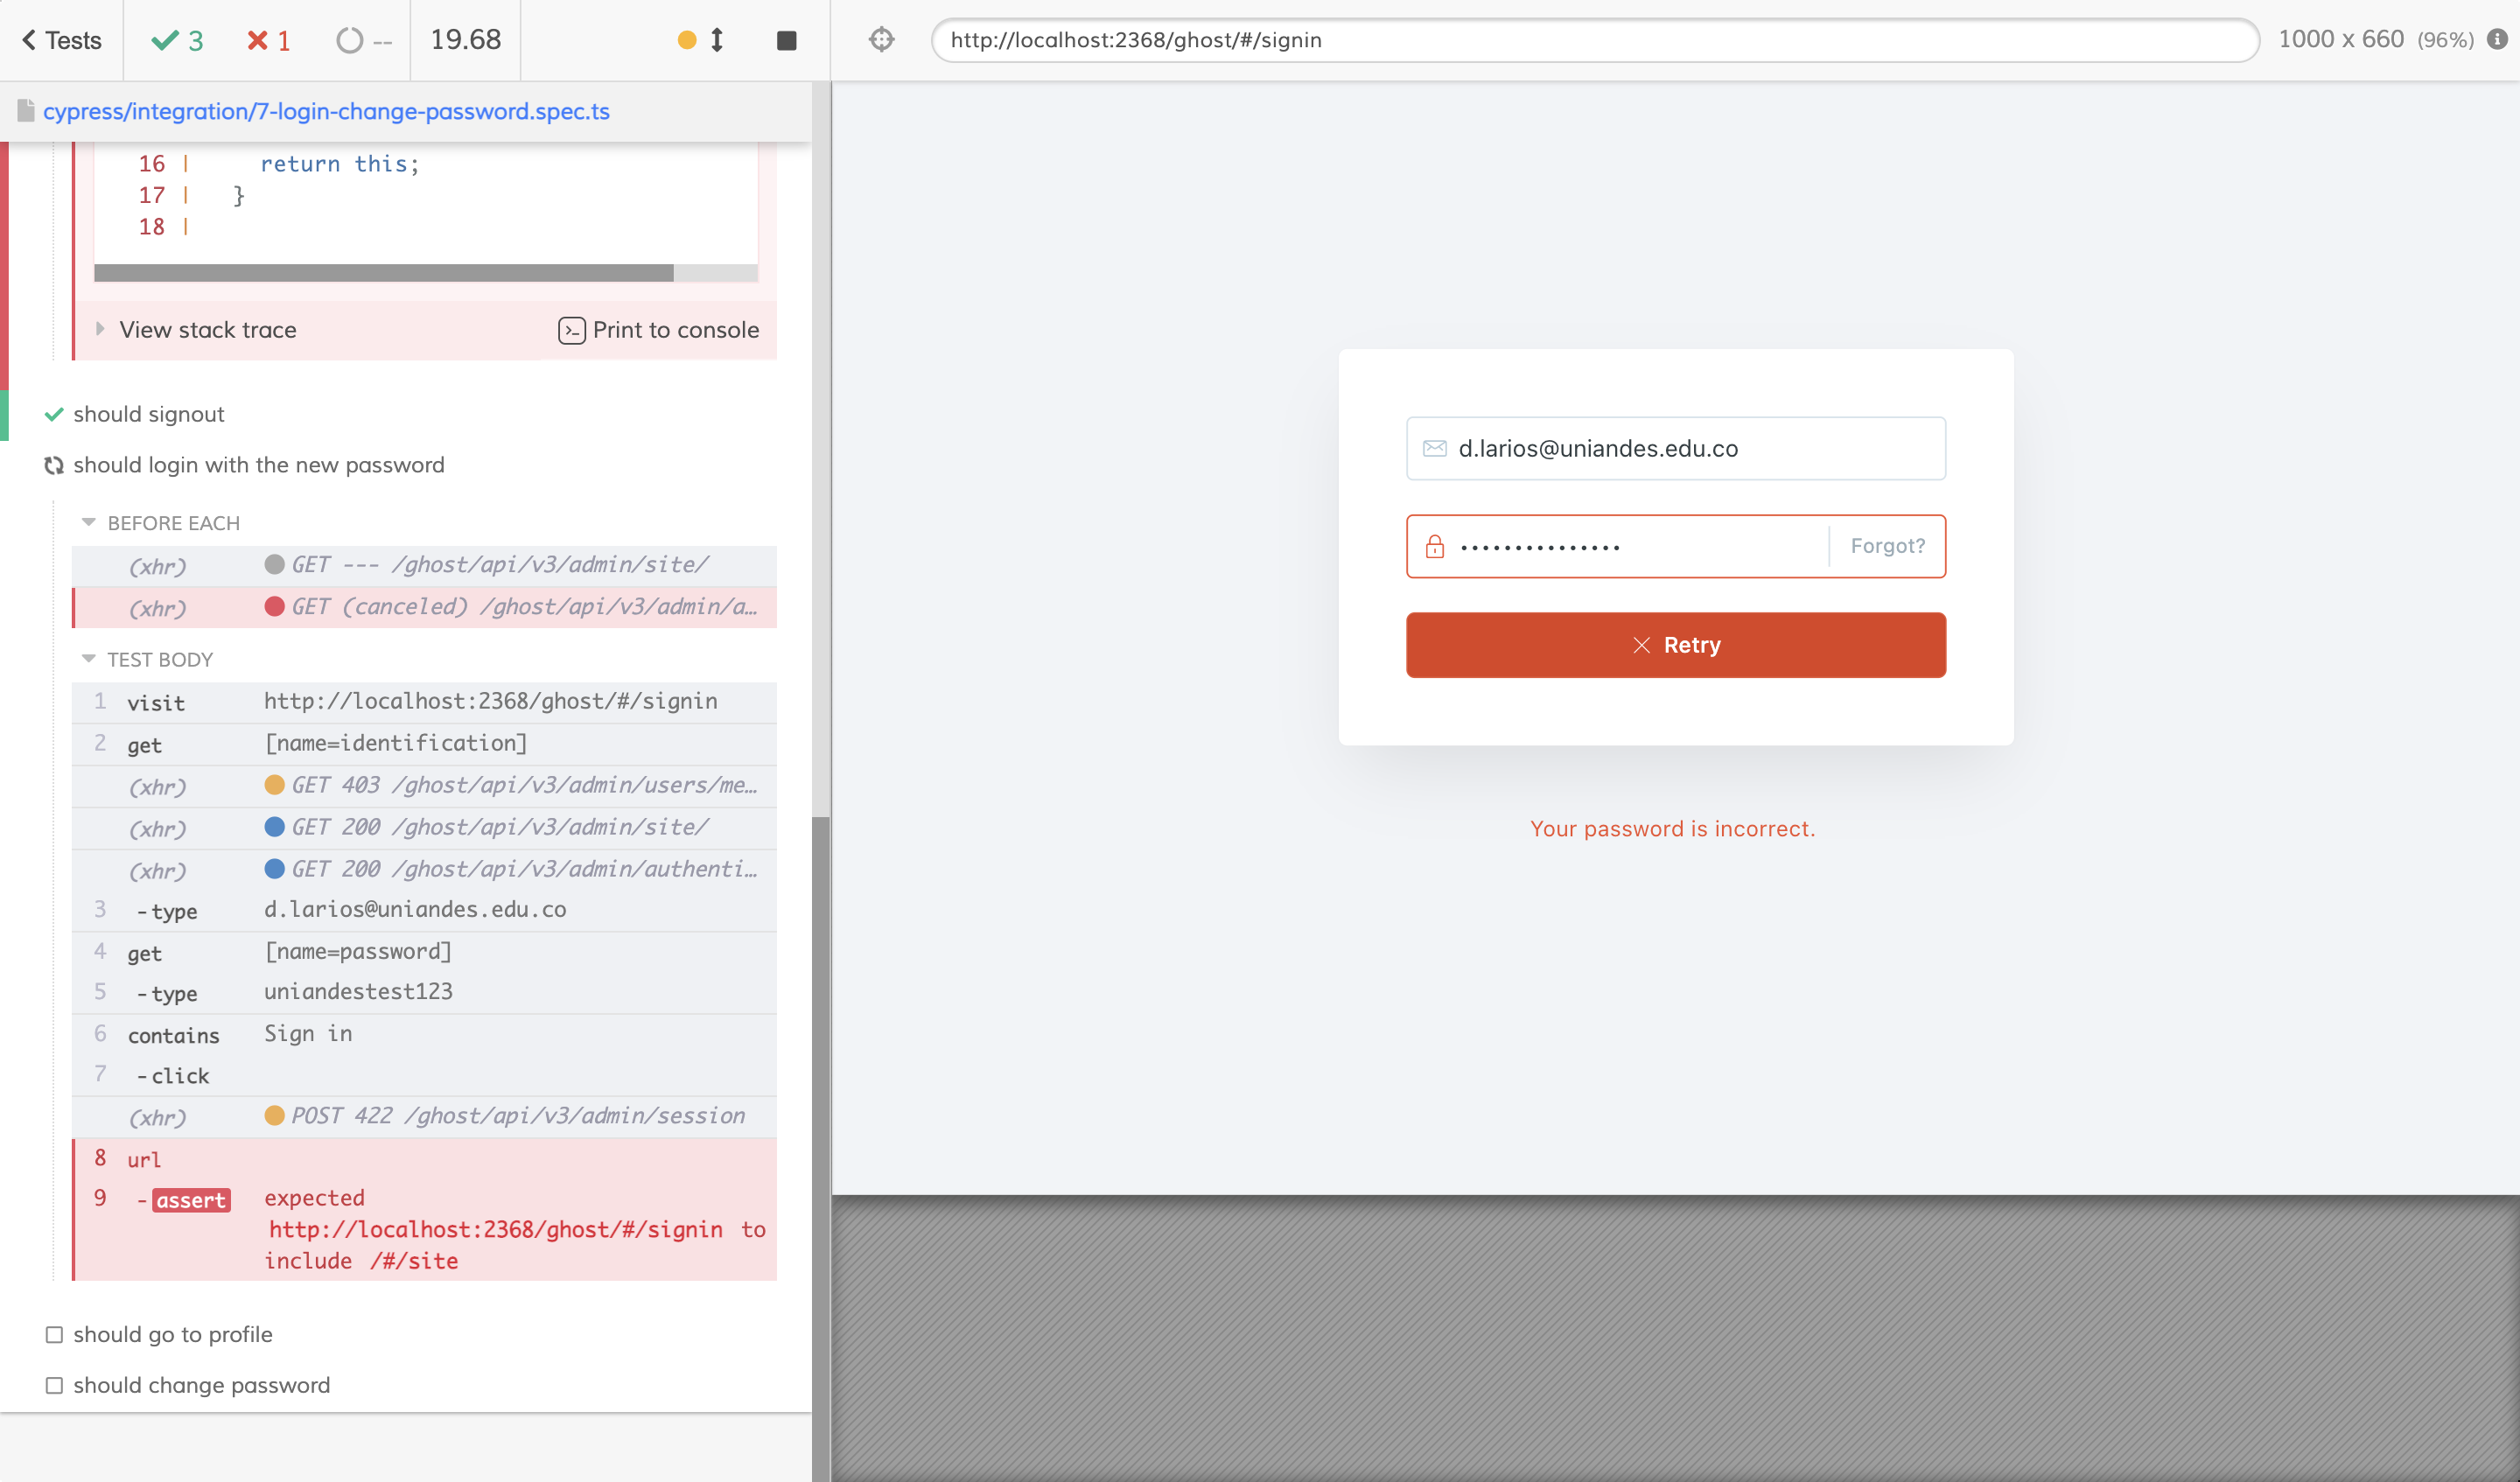 Tests
3
1
--
19.68
http://localhost:2368/ghost/#/signin
1000 x 660 (96%)
cypress/integration/7-login-change-password.spec.ts
16 | return this;
17 | }
18 |
View stack trace
Print to console
should signout
should login with the new password
BEFORE EACH
(xhr) GET --- /ghost/api/v3/admin/site/
(xhr) GET (canceled) /ghost/api/v3/admin/a…
TEST BODY
1 visit http://localhost:2368/ghost/#/signin
2 get [name=identification]
(xhr) GET 403 /ghost/api/v3/admin/users/me…
(xhr) GET 200 /ghost/api/v3/admin/site/
(xhr) GET 200 /ghost/api/v3/admin/authenti…
3 -type d.larios@uniandes.edu.co
4 get [name=password]
5 -type uniandestest123
6 contains Sign in
7 -click
(xhr) POST 422 /ghost/api/v3/admin/session
8 url
9 -assert expected
http://localhost:2368/ghost/#/signin to
include /#/site
should go to profile
should change password
d.larios@uniandes.edu.co
•••••••••••••••
Forgot?
Retry
Your password is incorrect.